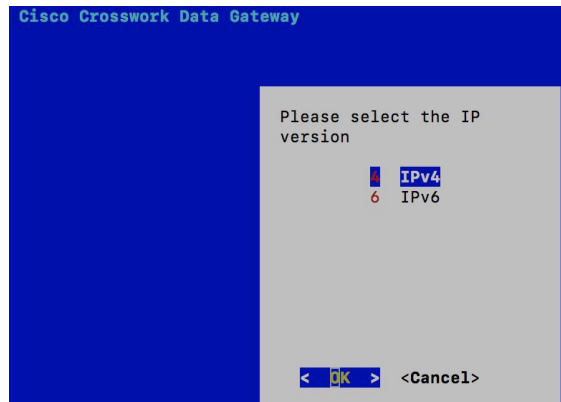 Cisco Crosswork Data Gateway
Please select the IP
version
4 IPv4
6 IPv6
< OK > <Cancel>